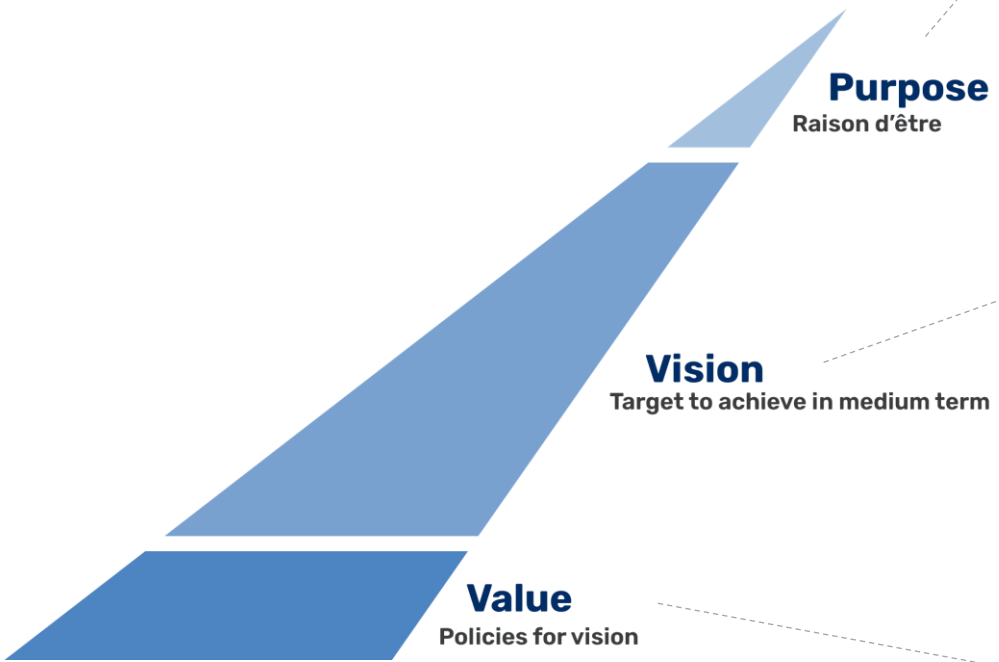 Purpose
Raison d’être
Vision
Target to achieve in medium term
Value
Policies for vision